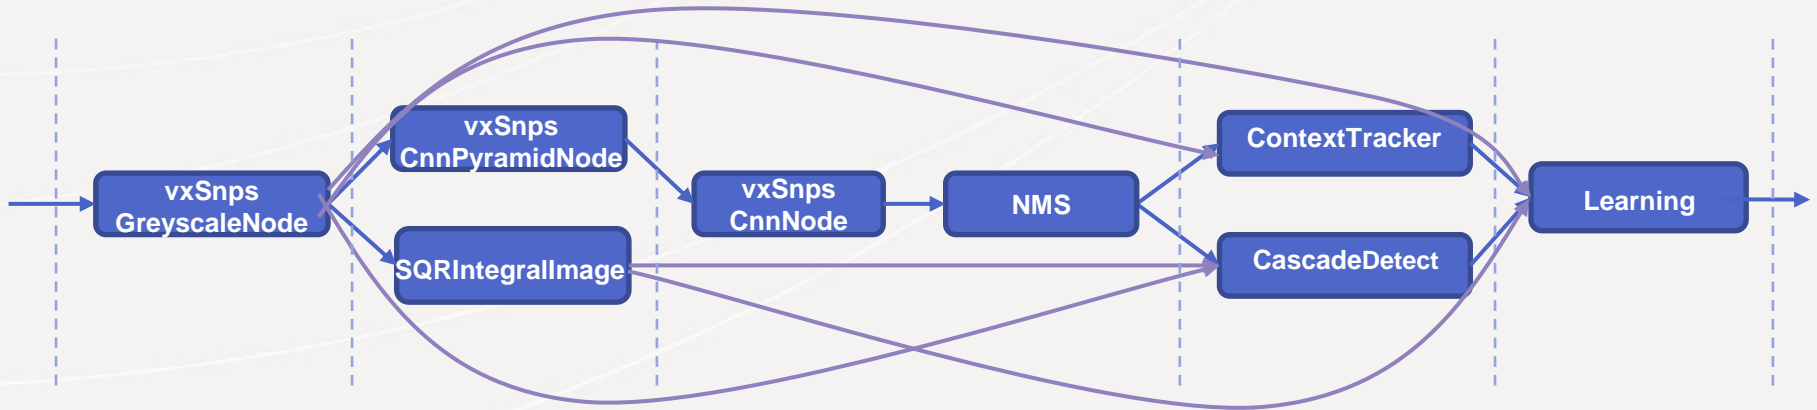 vxSnps
GreyscaleNode
vxSnps
CnnPyramidNode
SQRIntegralImage
vxSnps
CnnNode
NMS
ContextTracker
CascadeDetect
Learning